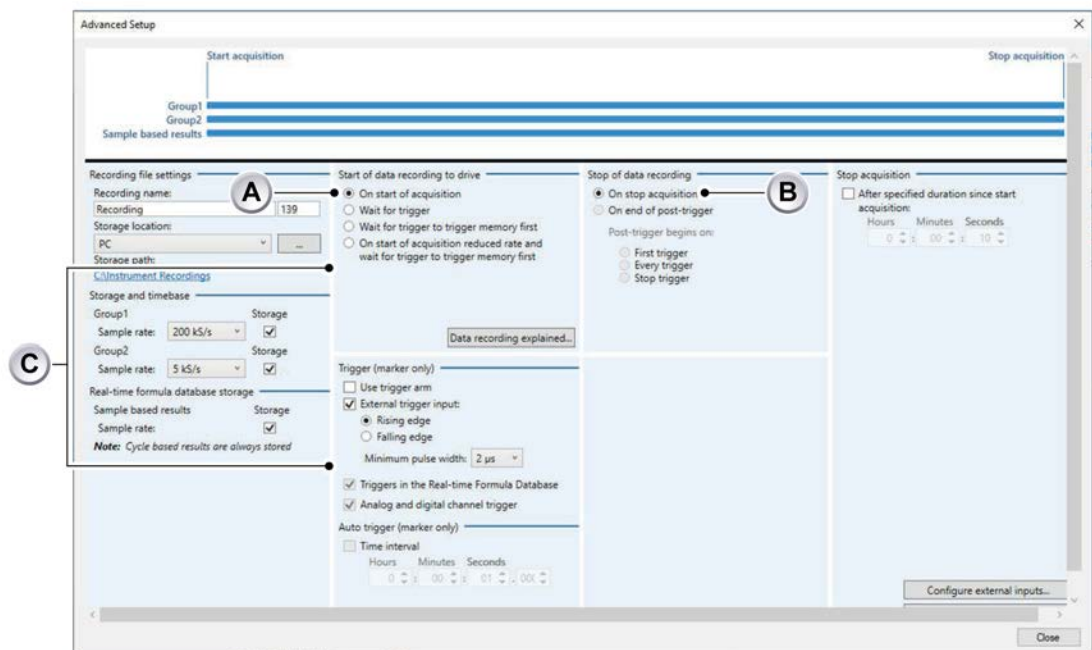 Advanced Setup
Start acquisition
Stop acquisition
Group1
Group2
Sample based results
Recording file settings
Recording name:
Recording
139
Storage location:
PC
...
Storage path:
C:\Instrument Recordings
Storage and timebase
Group1
Storage
Sample rate:
200 kS/s
Group2
Storage
Sample rate:
5 kS/s
Real-time formula database storage
Sample based results
Storage
Sample rate:
Note: Cycle based results are always stored
A
C
Start of data recording to drive
On start of acquisition
Wait for trigger
Wait for trigger to trigger memory first
On start of acquisition reduced rate and
wait for trigger to trigger memory first
Data recording explained...
Trigger (marker only)
Use trigger arm
External trigger input:
Rising edge
Falling edge
Minimum pulse width:
2 µs
Triggers in the Real-time Formula Database
Analog and digital channel trigger
Auto trigger (marker only)
Time interval
Hours Minutes Seconds
0 : 00 : 01 . 000
Stop of data recording
On stop acquisition
B
On end of post-trigger
Post-trigger begins on:
First trigger
Every trigger
Stop trigger
Stop acquisition
After specified duration since start
acquisition:
Hours Minutes Seconds
0 : 00 : 10
Configure external inputs...
Close